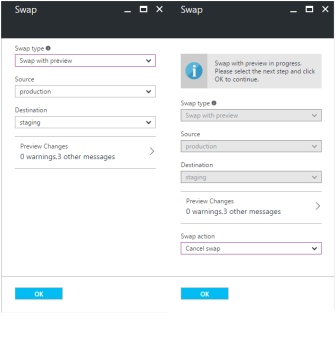 Swap
Swap type
Swap with preview
Source
production
Destination
staging
Preview Changes
0 warnings,3 other messages
OK
Swap
Swap with preview in progress.
Please select the next step and click
OK to continue.
Swap type
Swap with preview
Source
production
Destination
staging
Preview Changes
0 warnings,3 other messages
Swap action
Cancel swap
OK